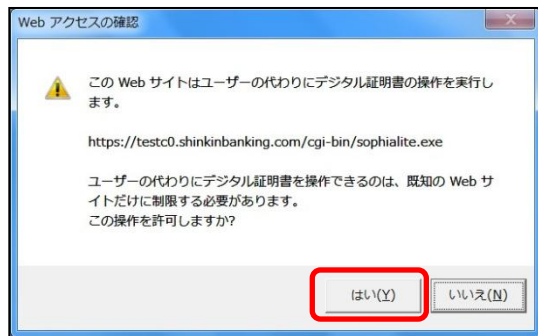 Web アクセスの確認
この Web サイトはユーザーの代わりにデジタル証明書の操作を実行し
ます。
https://testc0.shinkinbanking.com/cgi-bin/sophialite.exe
ユーザーの代わりにデジタル証明書を操作できるのは、既知の Web サ
イトだけに制限する必要があります。
この操作を許可しますか?
はい(Y)
いいえ(N)